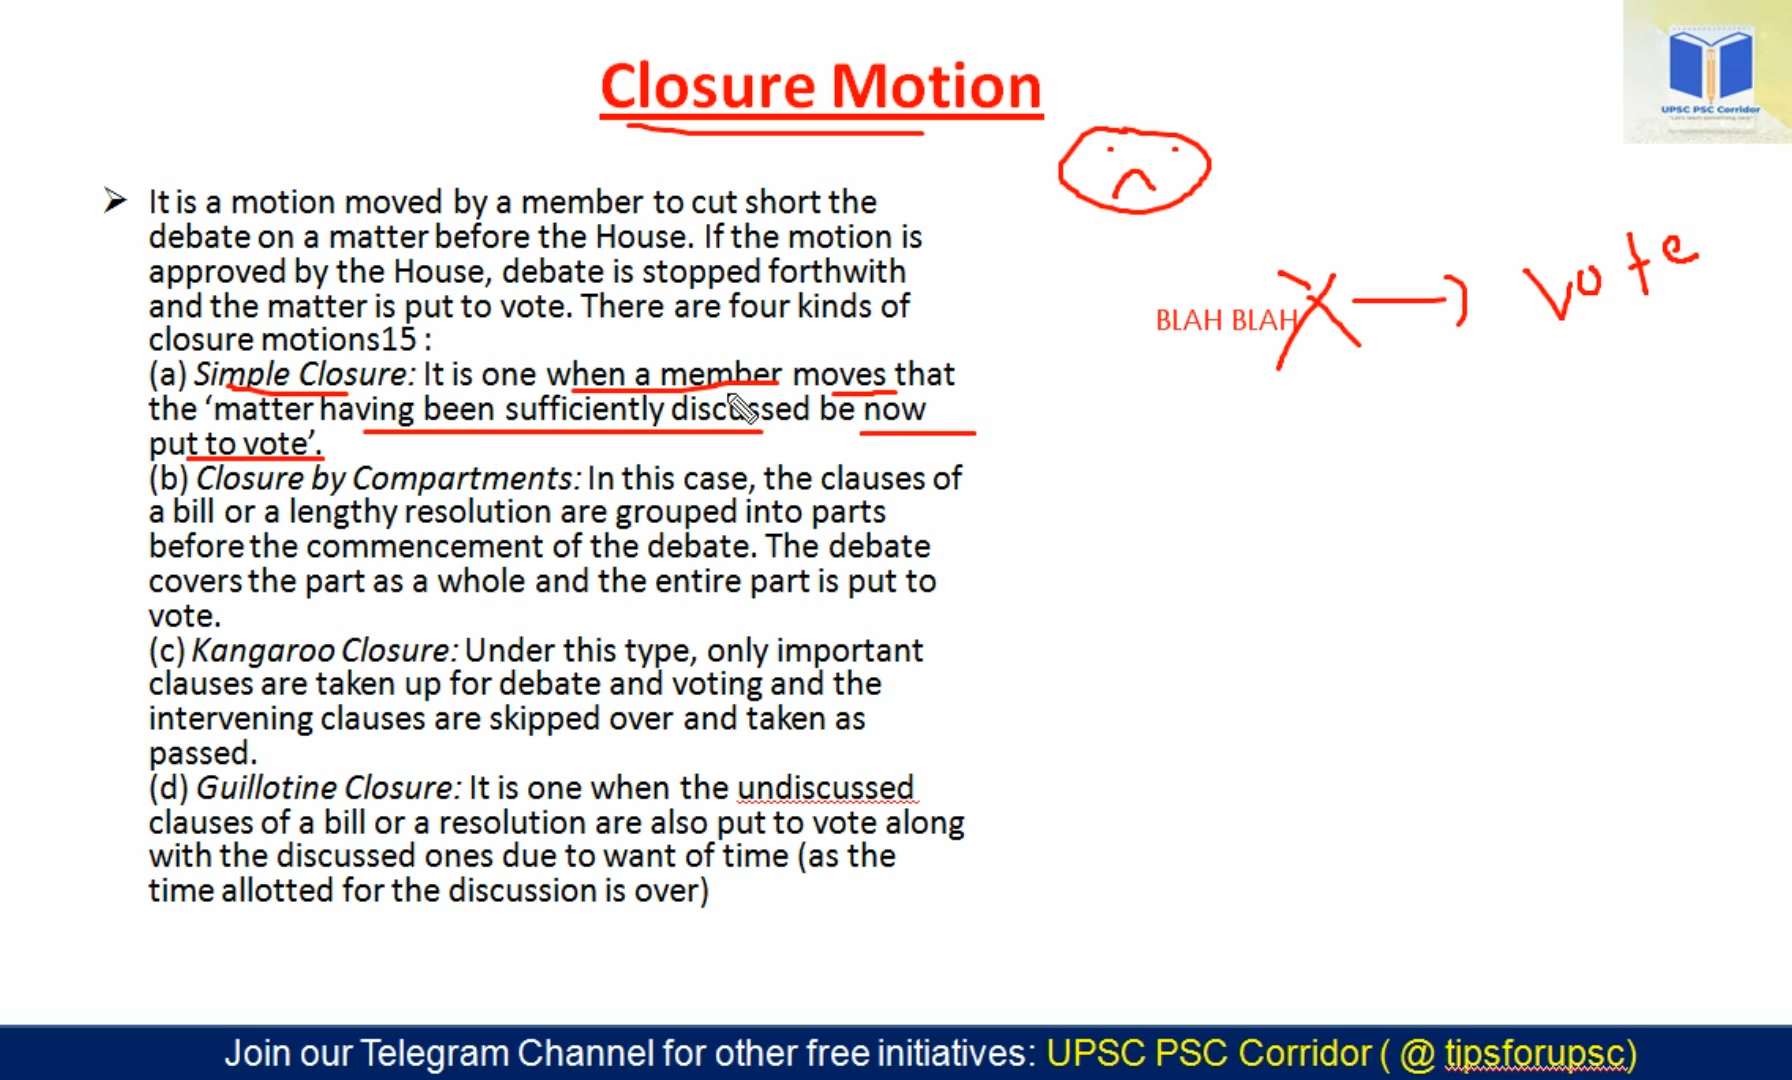 Closure Motion
UPSC PSC Corridor
➢ It is a motion moved by a member to cut short the
debate on a matter before the House. If the motion is
approved by the House, debate is stopped forthwith
and the matter is put to vote. There are four kinds of
closure motions15 :
(a) Simple Closure: It is one when a member moves that
the ‘matter having been sufficiently discussed be now
put to vote’.
(b) Closure by Compartments: In this case, the clauses of
a bill or a lengthy resolution are grouped into parts
before the commencement of the debate. The debate
covers the part as a whole and the entire part is put to
vote.
(c) Kangaroo Closure: Under this type, only important
clauses are taken up for debate and voting and the
intervening clauses are skipped over and taken as
passed.
(d) Guillotine Closure: It is one when the undiscussed
clauses of a bill or a resolution are also put to vote along
with the discussed ones due to want of time (as the
time allotted for the discussion is over)
BLAH BLAH
Vote
Join our Telegram Channel for other free initiatives: UPSC PSC Corridor ( @ tipsforupsc)